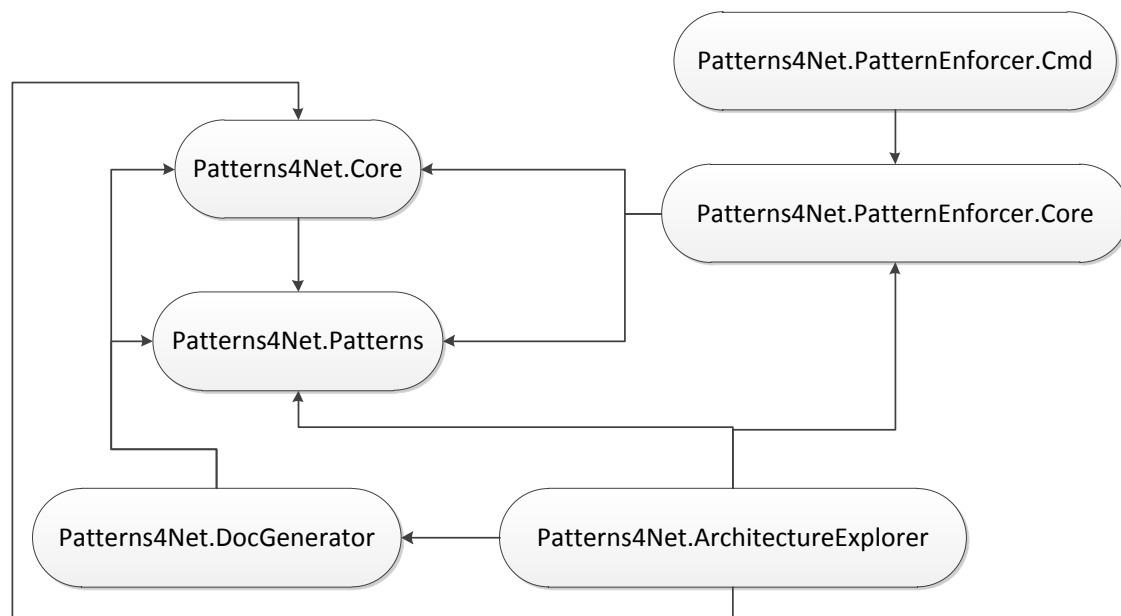 Patterns4Net.PatternEnforcer.Cmd
Patterns4Net.Core
Patterns4Net.PatternEnforcer.Core
Patterns4Net.Patterns
Patterns4Net.DocGenerator
Patterns4Net.ArchitectureExplorer